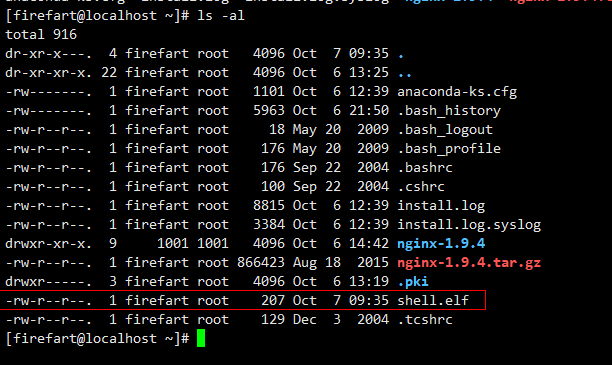 [firefart@localhost ~]# ls -al
total 916
dr-xr-x---.  4 firefart root   4096 Oct  7 09:35 .
dr-xr-xr-x. 22 firefart root   4096 Oct  6 13:25 ..
-rw-------.  1 firefart root   1101 Oct  6 12:39 anaconda-ks.cfg
-rw-------.  1 firefart root   5963 Oct  6 21:50 .bash_history
-rw-r--r--.  1 firefart root     18 May 20  2009 .bash_logout
-rw-r--r--.  1 firefart root    176 May 20  2009 .bash_profile
-rw-r--r--.  1 firefart root    176 Sep 22  2004 .bashrc
-rw-r--r--.  1 firefart root    100 Sep 22  2004 .cshrc
-rw-r--r--.  1 firefart root   8815 Oct  6 12:39 install.log
-rw-r--r--.  1 firefart root   3384 Oct  6 12:39 install.log.syslog
drwxr-xr-x.  9     1001 1001   4096 Oct  6 14:42 nginx-1.9.4
-rw-r--r--.  1 firefart root 866423 Aug 18  2015 nginx-1.9.4.tar.gz
drwxr-----.  3 firefart root   4096 Oct  6 13:19 .pki
-rw-r--r--.  1 firefart root    207 Oct  7 09:35 shell.elf
-rw-r--r--.  1 firefart root    129 Dec  3  2004 .tcshrc
[firefart@localhost ~]#